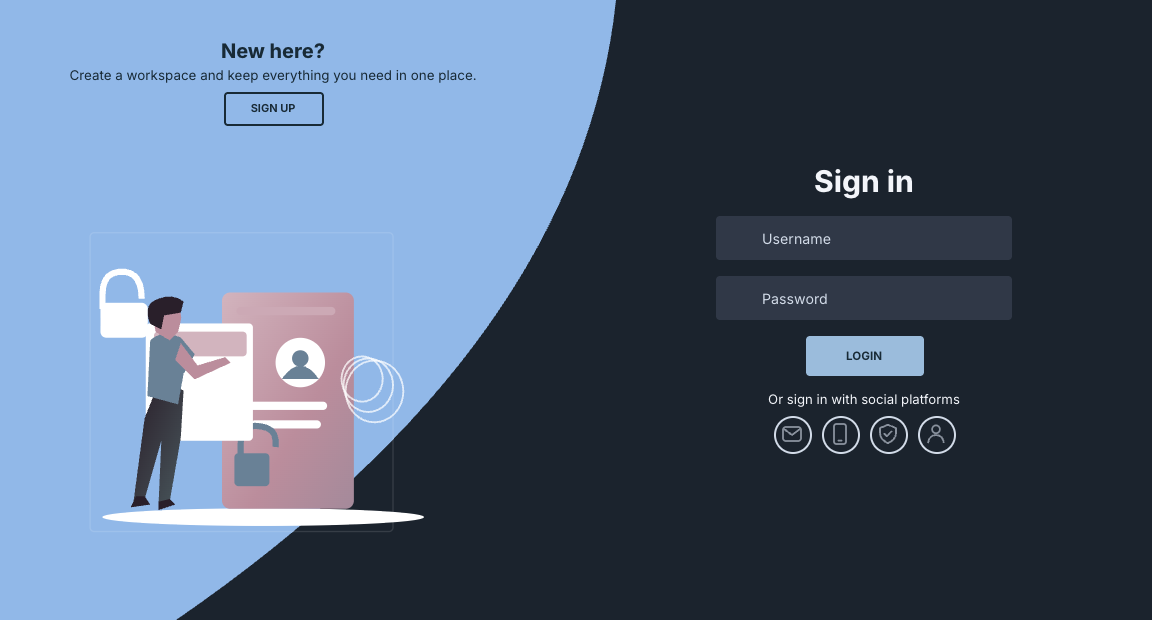 New here?
Create a workspace and keep everything you need in one place.
SIGN UP
Sign in
Username
Password
LOGIN
Or sign in with social platforms